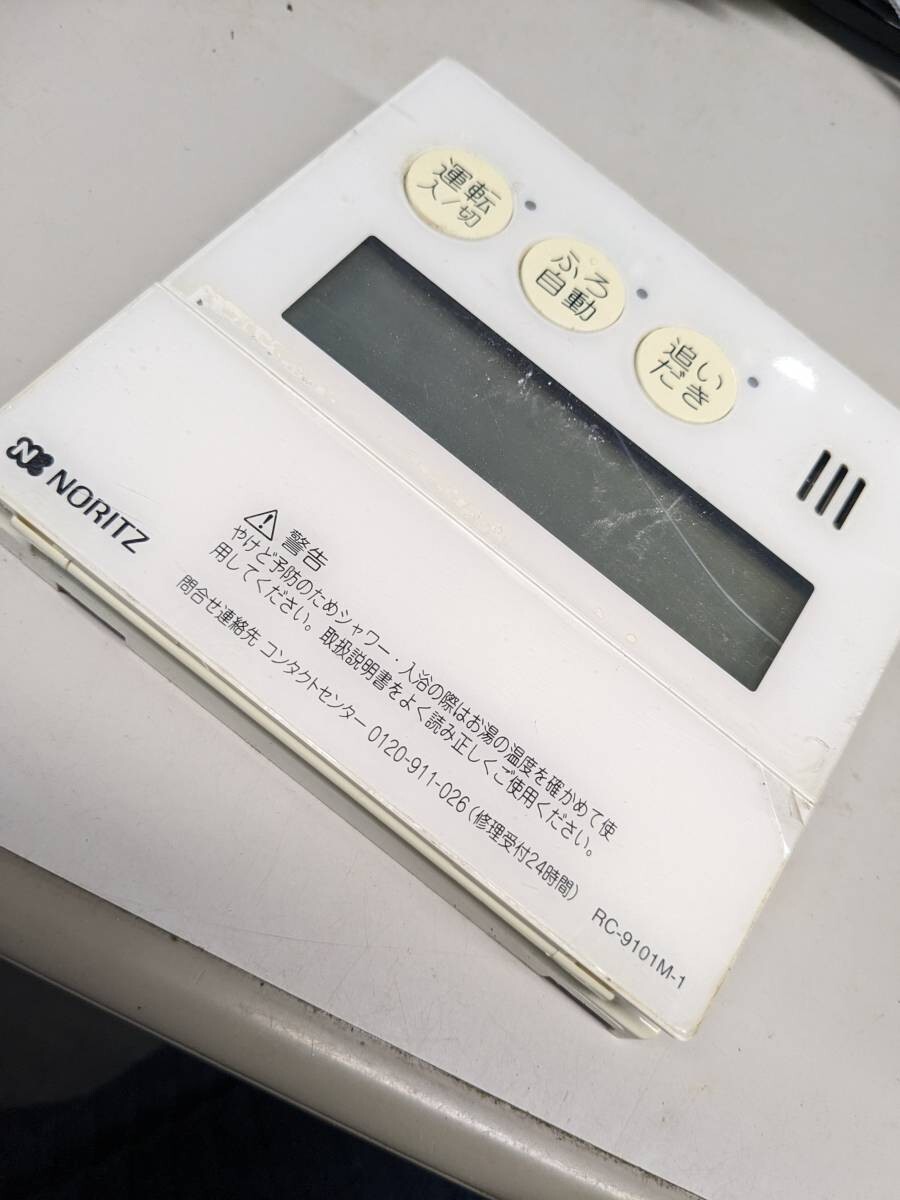 運転
入/切
ふろ
自動
追い
だき
NORITZ
警告
やけど予防のためシャワー・入浴の際はお湯の温度を確かめて使
用してください。取扱説明書をよく読み正しくご使用ください。
問合せ連絡先 コンタクトセンター 0120-911-026（修理受付24時間）
RC-9101M-1